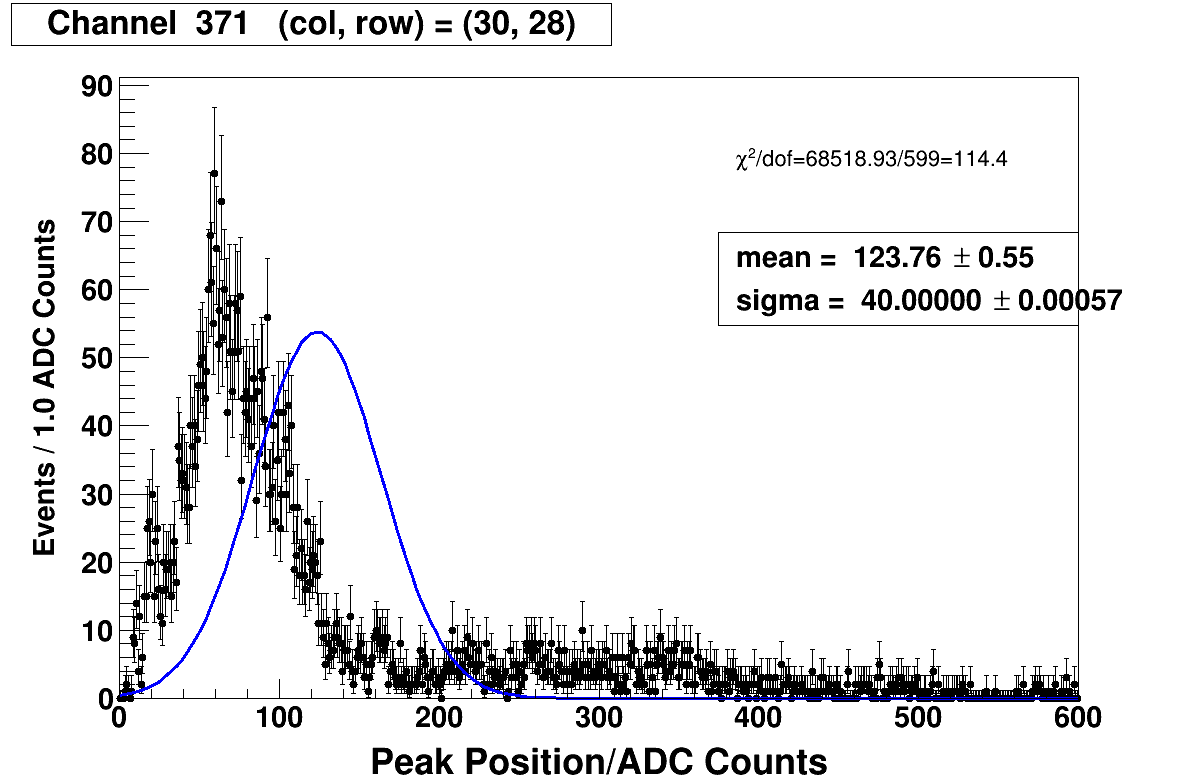 Channel 371 (col, row) = (30, 28)
90
80
70
60
50
40
30
20
10
0
Events / 1.0 ADC Counts
χ²/dof=68518.93/599=114.4
mean = 123.76 ± 0.55
sigma = 40.00000 ± 0.00057
0 100 200 300 400 500 600
Peak Position/ADC Counts